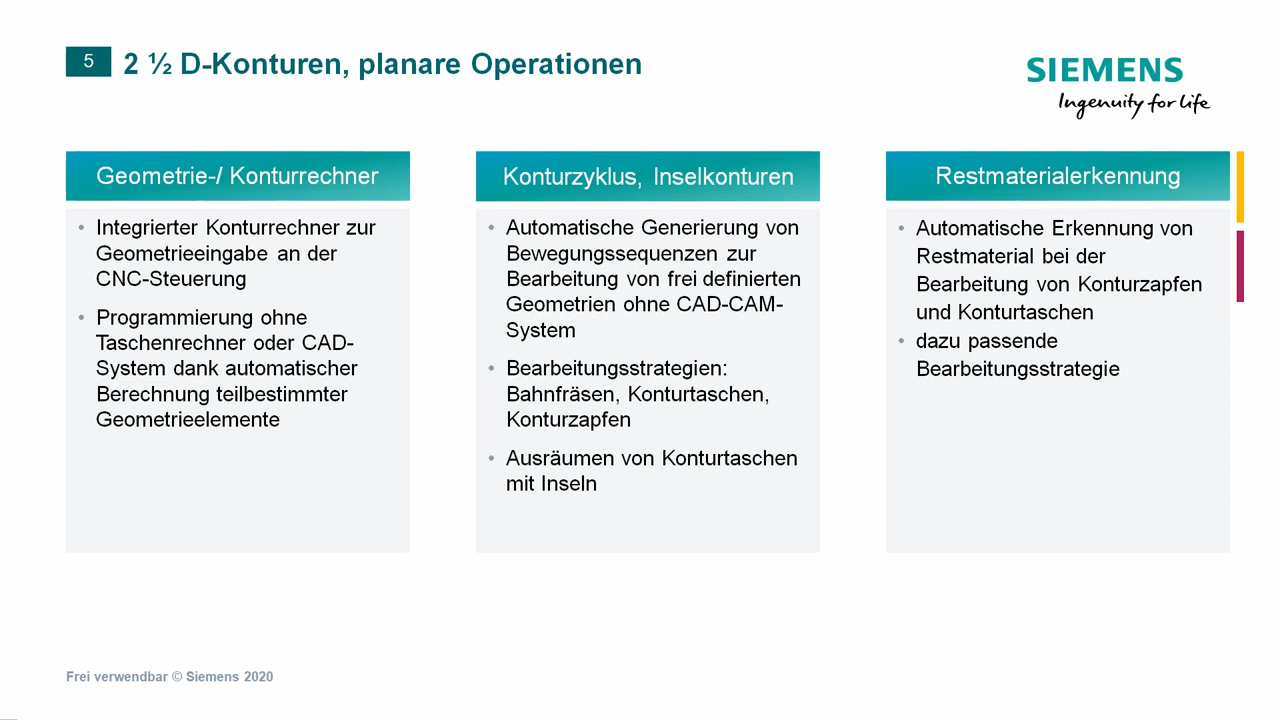 5
2 ½ D-Konturen, planare Operationen
SIEMENS
Ingenuity for life
Geometrie-/ Konturrechner
• Integrierter Konturrechner zur
Geometrieeingabe an der
CNC-Steuerung
• Programmierung ohne
Taschenrechner oder CAD-
System dank automatischer
Berechnung teilbestimmter
Geometrieelemente
Konturzyklus, Inselkonturen
• Automatische Generierung von
Bewegungssequenzen zur
Bearbeitung von frei definierten
Geometrien ohne CAD-CAM-
System
• Bearbeitungsstrategien:
Bahnfräsen, Konturtaschen,
Konturzapfen
• Ausräumen von Konturtaschen
mit Inseln
Restmaterialerkennung
• Automatische Erkennung von
Restmaterial bei der
Bearbeitung von Konturzapfen
und Konturtaschen
• dazu passende
Bearbeitungsstrategie
Frei verwendbar © Siemens 2020